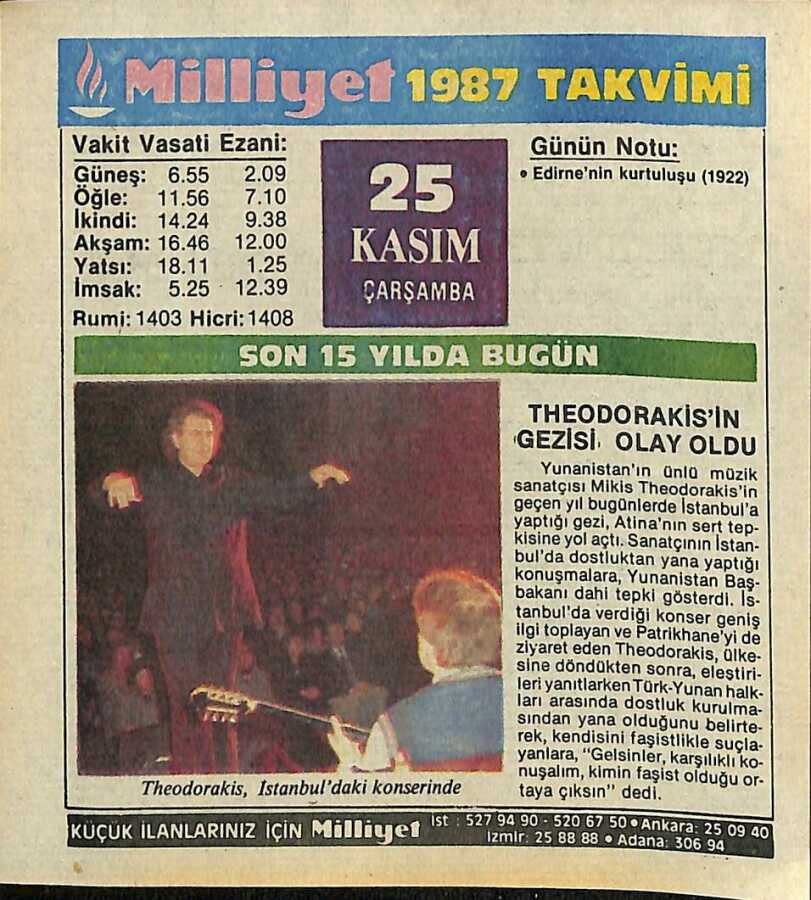 Milliyet 1987 TAKVİMİ
Vakit Vasati Ezani:
Güneş: 6.55 2.09
Öğle: 11.56 7.10
İkindi: 14.24 9.38
Akşam: 16.46 12.00
Yatsı: 18.11 1.25
İmsak: 5.25 12.39
Rumi: 1403 Hicri: 1408
25
KASIM
ÇARŞAMBA
Günün Notu:
• Edirne'nin kurtuluşu (1922)
SON 15 YILDA BUGÜN
THEODORAKİS'İN
GEZİSİ OLAY OLDU
Yunanistan'ın ünlü müzik
sanatçısı Mikis Theodorakis'in
geçen yıl bugünlerde İstanbul'a
yaptığı gezi, Atina'nın sert tep-
kisine yol açtı. Sanatçının İstan-
bul'da dostluktan yana yaptığı
konuşmalara, Yunanistan Baş-
bakanı dahi tepki gösterdi. İs-
tanbul'da verdiği konser geniş
ilgi toplayan ve Patrikhane'yi de
ziyaret eden Theodorakis, ülke-
sine döndükten sonra, eleştiri-
leri yanıtlarken Türk-Yunan halk-
ları arasında dostluk kurulma-
sından yana olduğunu belirte-
rek, kendisini faşistlikle suçla-
yanlara, "Gelsinler, karşılıklı ko-
nuşalım, kimin faşist olduğu or-
taya çıksın" dedi.
Theodorakis, İstanbul'daki konserinde
KÜÇÜK İLANLARINIZ İÇİN Milliyet
İst : 527 94 90 - 520 67 50 • Ankara: 25 09 40
İzmir: 25 88 88 • Adana: 306 94